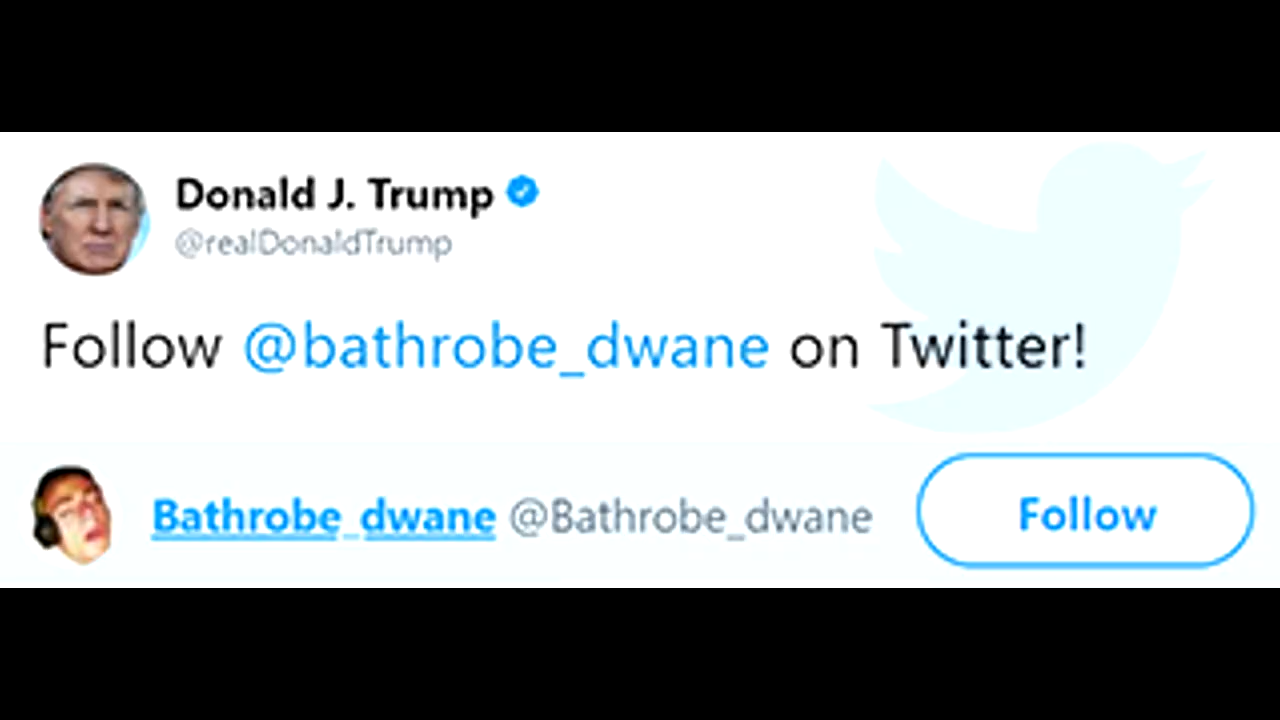 Donald J. Trump
@realDonaldTrump
Follow @bathrobe_dwane on Twitter!
Bathrobe_dwane @Bathrobe_dwane Follow